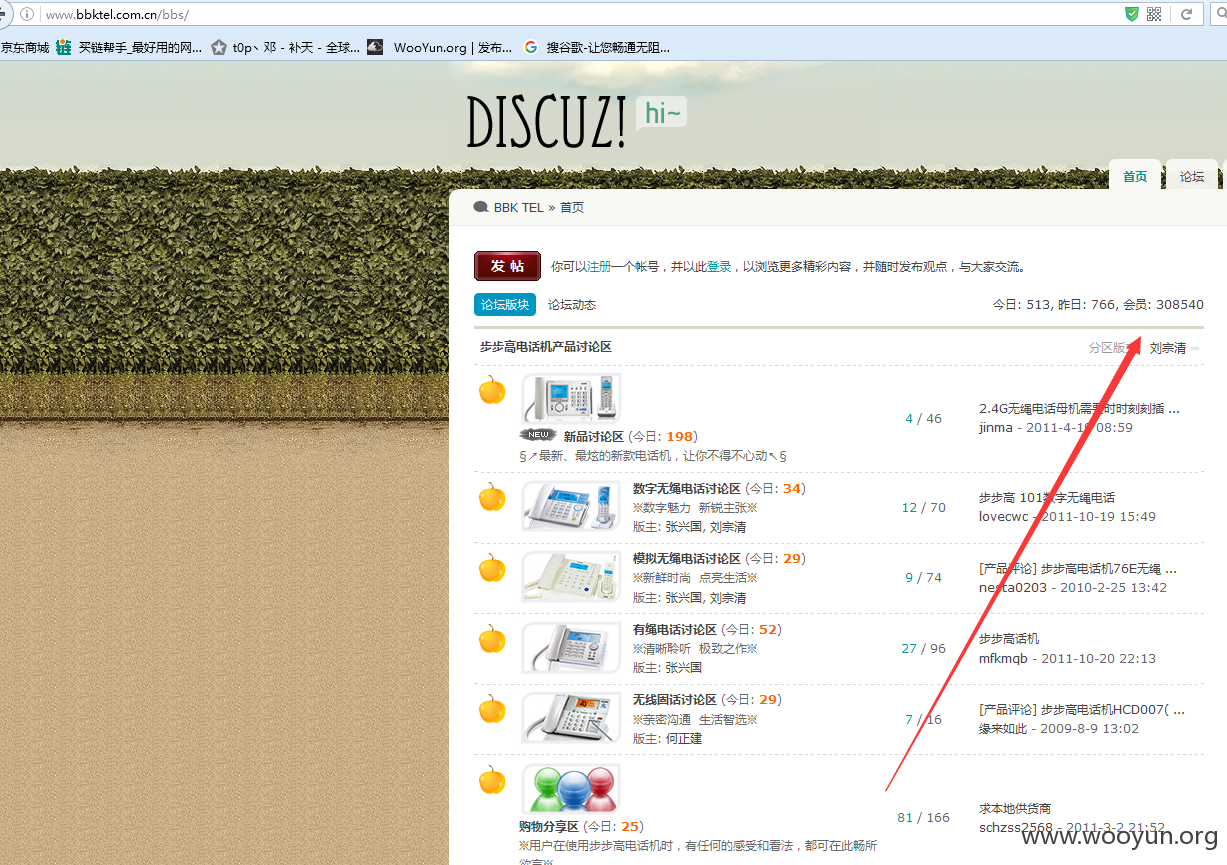 www.bbktel.com.cn/bbs/
京东商城 买链帮手_最好用的网... t0p丶邓 - 补天 - 全球... WooYun.org | 发布... 搜谷歌-让您畅通无阻...
DISCUZ! hi~
首页 论坛
BBK TEL » 首页
发帖 你可以注册一个帐号，并以此登录，以浏览更多精彩内容，并随时发布观点，与大家交流。
论坛版块 论坛动态 今日: 513, 昨日: 766, 会员: 308540
步步高电话机产品讨论区 分区版主 刘宗清
NEW 新品讨论区 (今日: 198)
§↗最新、最炫的新款电话机，让你不得不心动↖§
4 / 46
2.4G无绳电话母机需要时时刻刻插 ...
jinma - 2011-4-19 08:59
数字无绳电话讨论区 (今日: 34)
※数字魅力 新锐主张※
版主: 张兴国, 刘宗清
12 / 70
步步高 101数字无绳电话
lovecwc - 2011-10-19 15:49
模拟无绳电话讨论区 (今日: 29)
※新鲜时尚 点亮生活※
版主: 张兴国, 刘宗清
9 / 74
[产品评论] 步步高电话机76E无绳 ...
nesta0203 - 2010-2-25 13:42
有绳电话讨论区 (今日: 52)
※清晰聆听 极致之作※
版主: 张兴国
27 / 96
步步高话机
mfkmqb - 2011-10-20 22:13
无线固话讨论区 (今日: 29)
※亲密沟通 生活智选※
版主: 何正建
7 / 16
[产品评论] 步步高电话机HCD007( ...
缘来如此 - 2009-8-9 13:02
购物分享区 (今日: 25)
※用户在使用步步高电话机时，有任何的感受和看法，都可在此畅所
欲言※
81 / 166
求本地供货商
schzss2568 - 2011-3-2 21:52
www.wooyun.org